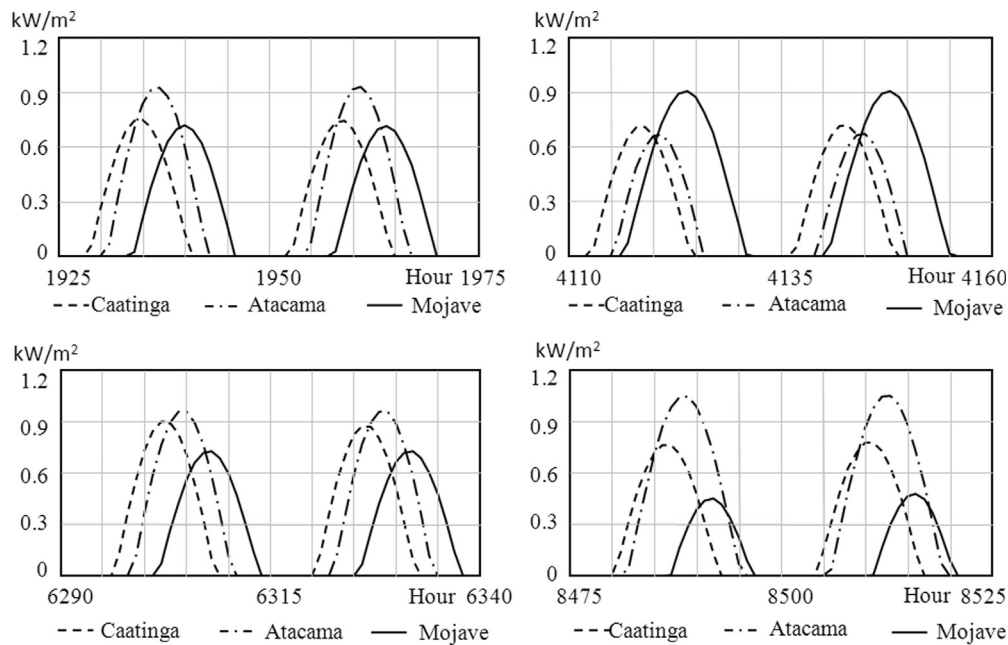 kW/m²
1.2
0.9
0.6
0.3
0
1925 1950 Hour 1975
Caatinga Atacama Mojave
kW/m²
1.2
0.9
0.6
0.3
0
4110 4135 Hour 4160
Caatinga Atacama Mojave
kW/m²
1.2
0.9
0.6
0.3
0
6290 6315 Hour 6340
Caatinga Atacama Mojave
kW/m²
1.2
0.9
0.6
0.3
0
8475 8500 Hour 8525
Caatinga Atacama Mojave